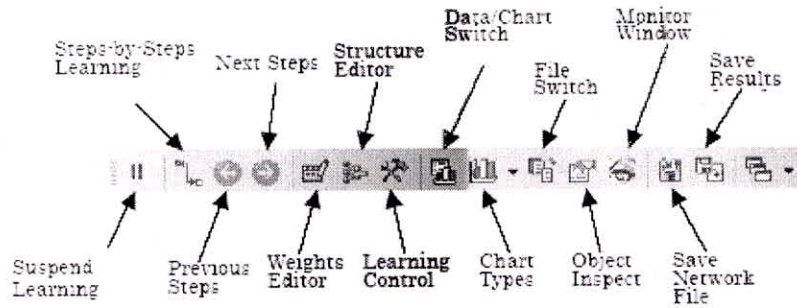 Steps-by-Steps
Learning
Next Steps
Structure
Editor
Data/Chart
Switch
File
Switch
Monitor
Window
Save
Results
Suspend
Learning
Previous
Steps
Weights
Editor
Learning
Control
Chart
Types
Object
Inspect
Save
Network
File